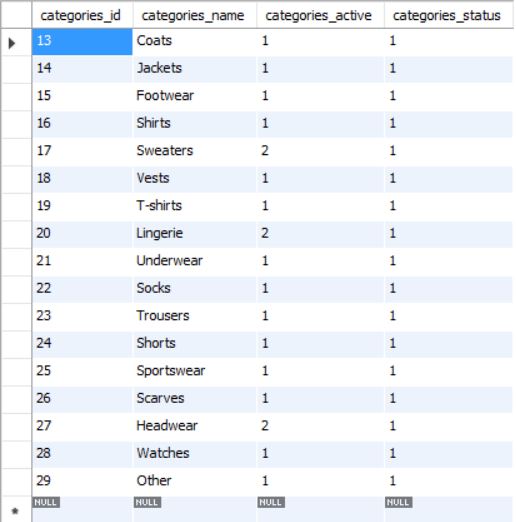 categories_id categories_name categories_active categories_status
13 Coats 1 1
14 Jackets 1 1
15 Footwear 1 1
16 Shirts 1 1
17 Sweaters 2 1
18 Vests 1 1
19 T-shirts 1 1
20 Lingerie 2 1
21 Underwear 1 1
22 Socks 1 1
23 Trousers 1 1
24 Shorts 1 1
25 Sportswear 1 1
26 Scarves 1 1
27 Headwear 2 1
28 Watches 1 1
29 Other 1 1
NULL NULL NULL NULL